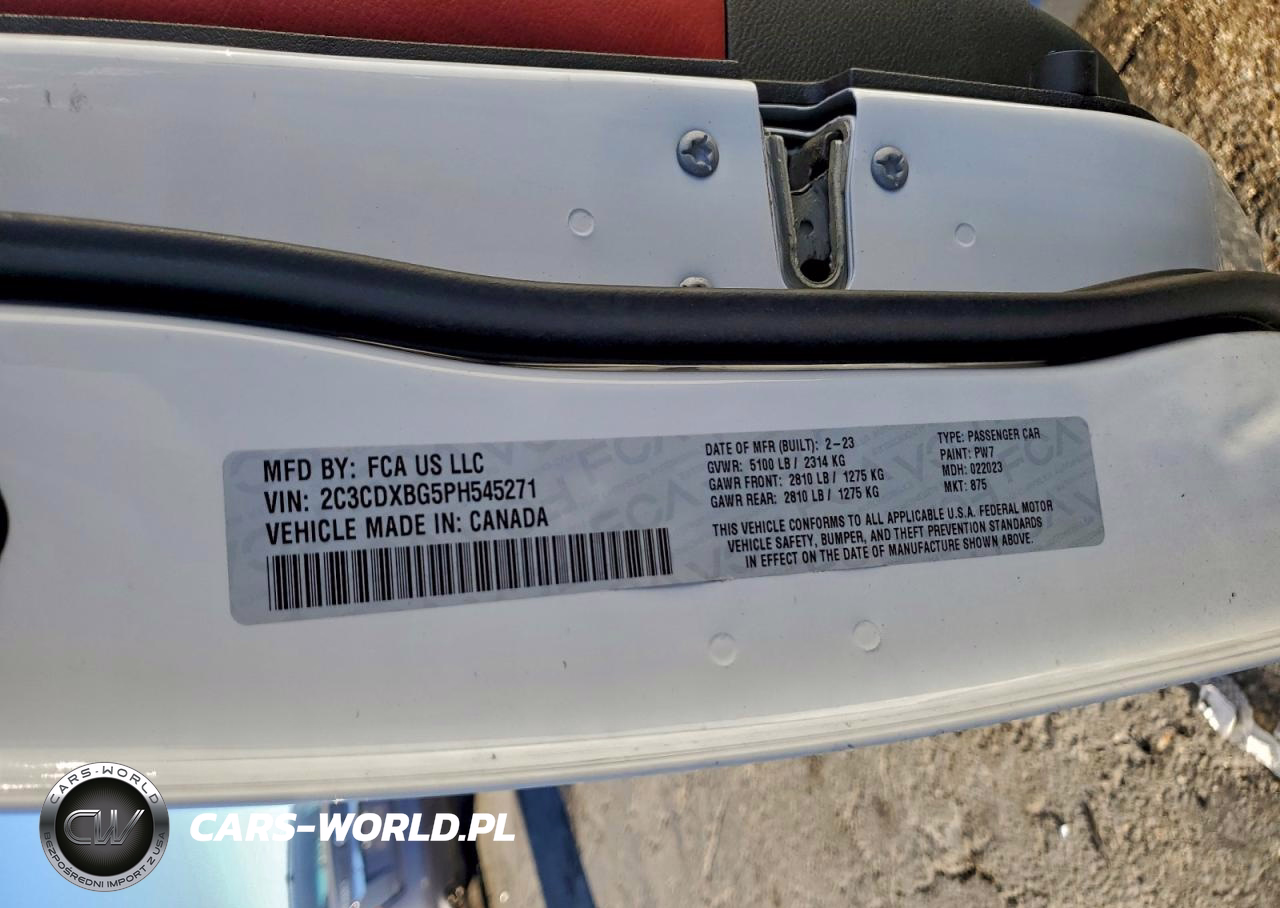 MFD BY: FCA US LLC
VIN: 2C3CDXBG5PH545271
VEHICLE MADE IN: CANADA
DATE OF MFR (BUILT): 2-23
GVWR: 5100 LB / 2314 KG
GAWR FRONT: 2810 LB / 1275 KG
GAWR REAR: 2810 LB / 1275 KG
TYPE: PASSENGER CAR
PAINT: PW7
MDH: 022023
MKT: 875
THIS VEHICLE CONFORMS TO ALL APPLICABLE U.S.A. FEDERAL MOTOR
VEHICLE SAFETY, BUMPER, AND THEFT PREVENTION STANDARDS
IN EFFECT ON THE DATE OF MANUFACTURE SHOWN ABOVE.
CARS-WORLD
CW
BEZPOŚREDNI IMPORT Z USA
CARS-WORLD.PL